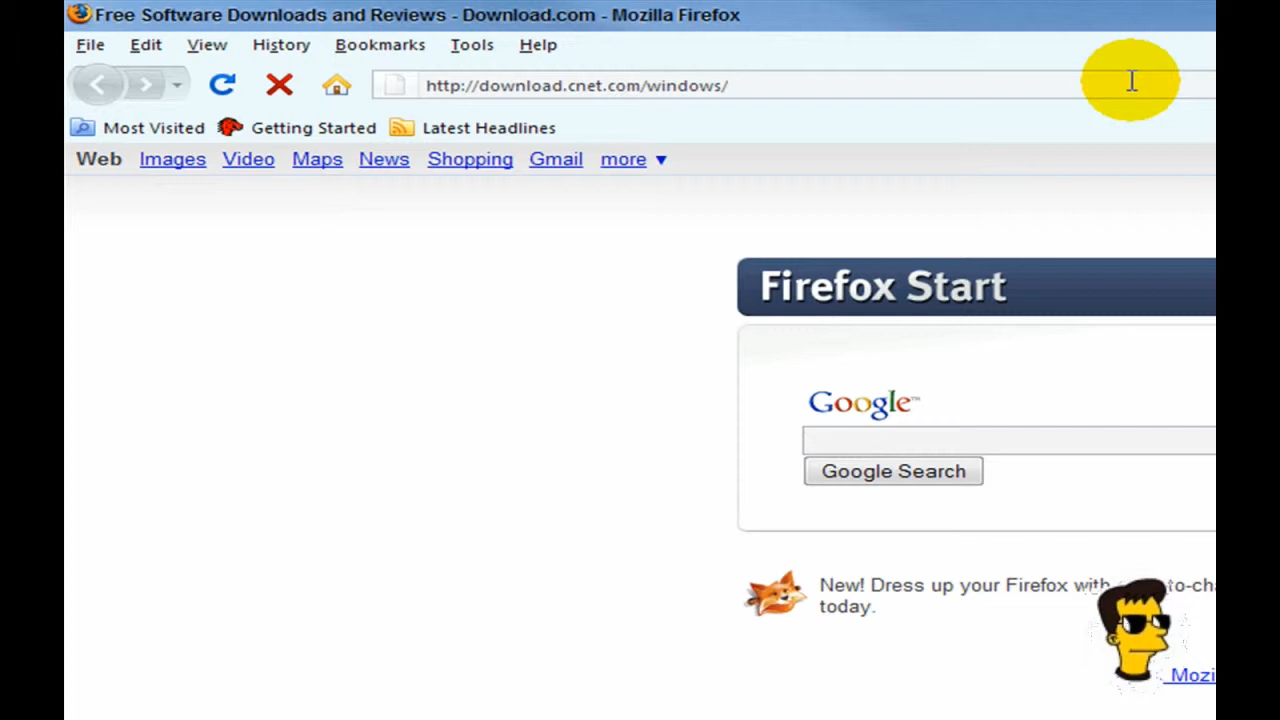 Free Software Downloads and Reviews - Download.com - Mozilla Firefox
File Edit View History Bookmarks Tools Help
http://download.cnet.com/windows/
Most Visited Getting Started Latest Headlines
Web Images Video Maps News Shopping Gmail more ▼
Firefox Start
Google™
Google Search
New! Dress up your Firefox with
today.